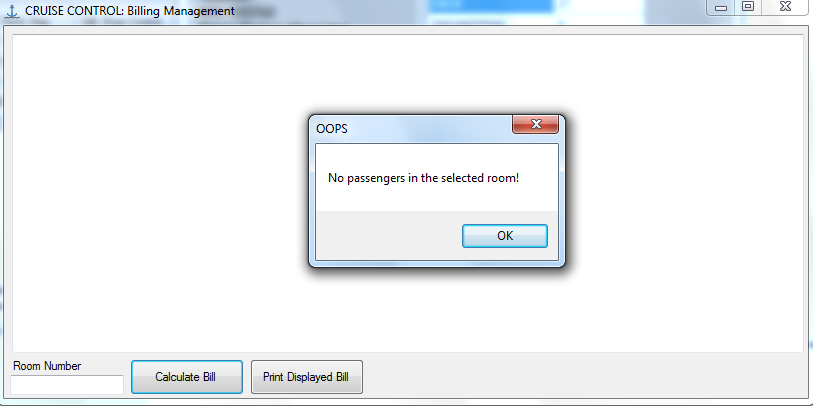 CRUISE CONTROL: Billing Management
OOPS
No passengers in the selected room!
OK
Room Number
Calculate Bill
Print Displayed Bill